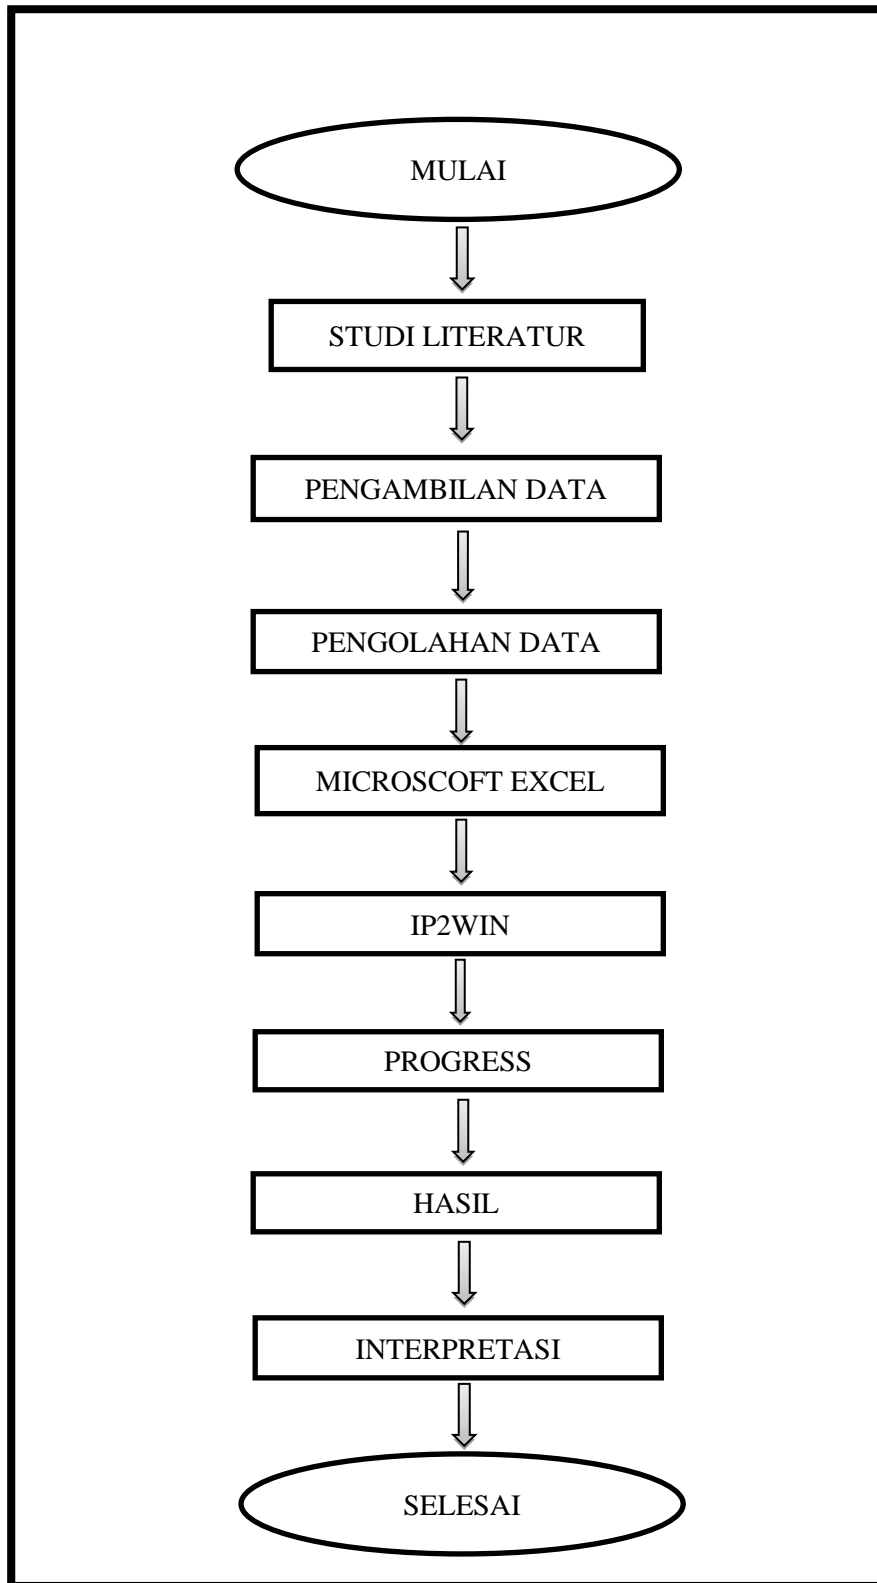 MULAI
STUDI LITERATUR
PENGAMBILAN DATA
PENGOLAHAN DATA
MICROSCOFT EXCEL
IP2WIN
PROGRESS
HASIL
INTERPRETASI
SELESAI